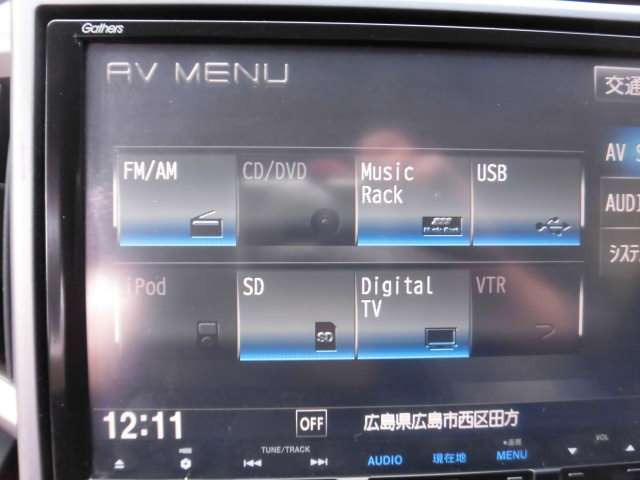 Gathers
AV MENU
交通
FM/AM
CD/DVD
Music Rack
USB
AV S
AUDI
システ
iPod
SD
SD
Digital TV
VTR
12:11
OFF
広島県広島市西区田方
TUNE/TRACK
AUDIO
現在地
MENU
VOL